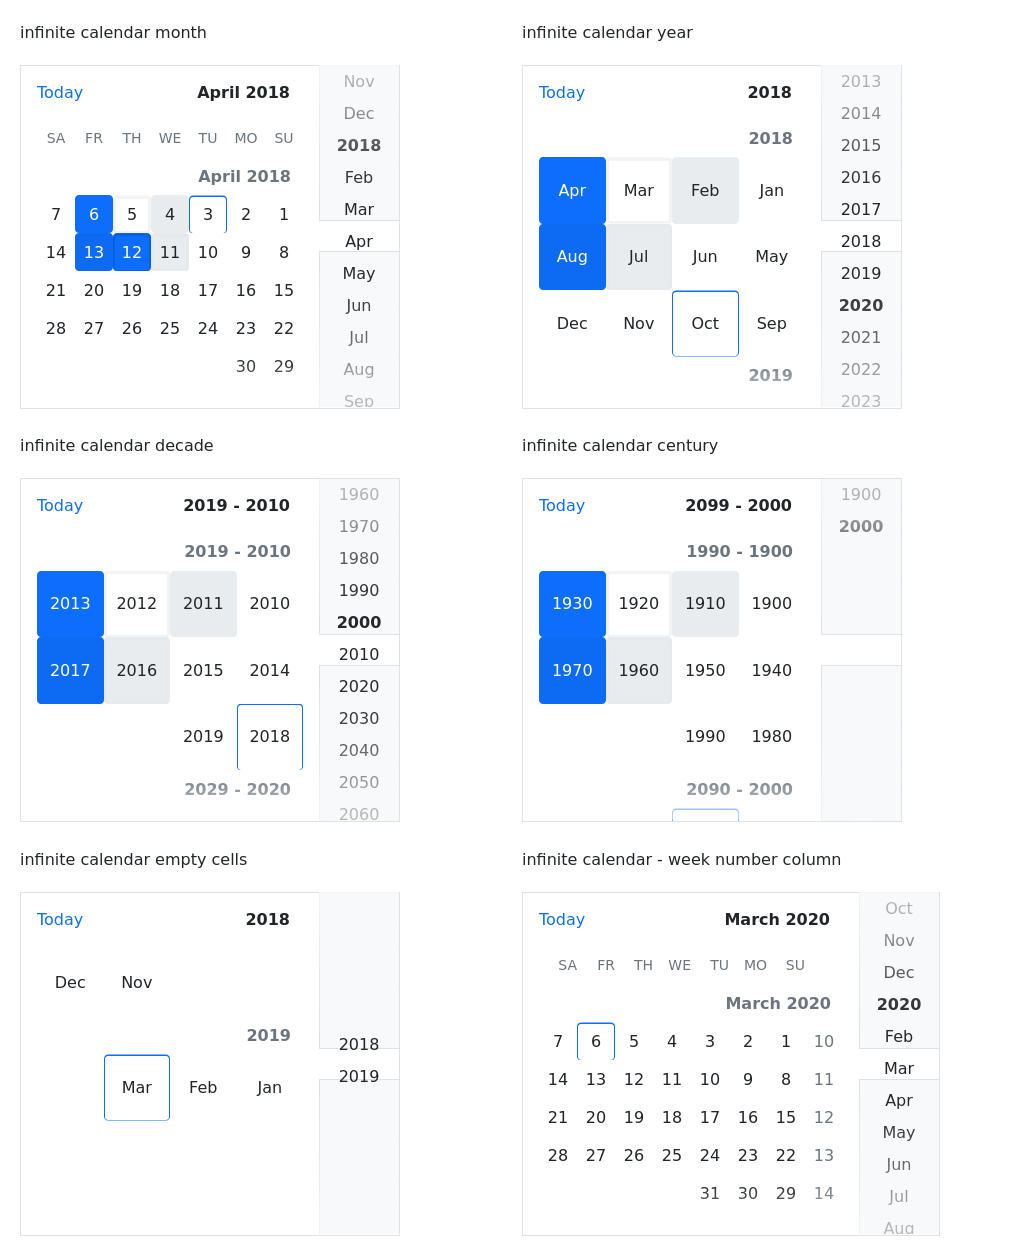 infinite calendar month
Today April 2018
SA FR TH WE TU MO SU
April 2018
7 6 5 4 3 2 1
14 13 12 11 10 9 8
21 20 19 18 17 16 15
28 27 26 25 24 23 22
30 29
Nov
Dec
2018
Feb
Mar
Apr
May
Jun
Jul
Aug
Sep
infinite calendar year
Today 2018
2018
Apr Mar Feb Jan
Aug Jul Jun May
Dec Nov Oct Sep
2019
2013
2014
2015
2016
2017
2018
2019
2020
2021
2022
2023
infinite calendar decade
Today 2019 - 2010
2019 - 2010
2013 2012 2011 2010
2017 2016 2015 2014
2019 2018
2029 - 2020
1960
1970
1980
1990
2000
2010
2020
2030
2040
2050
2060
infinite calendar century
Today 2099 - 2000
1990 - 1900
1930 1920 1910 1900
1970 1960 1950 1940
1990 1980
2090 - 2000
1900
2000
infinite calendar empty cells
Today 2018
Dec Nov
2019
Mar Feb Jan
2018
2019
infinite calendar - week number column
Today March 2020
SA FR TH WE TU MO SU
March 2020
7 6 5 4 3 2 1 10
14 13 12 11 10 9 8 11
21 20 19 18 17 16 15 12
28 27 26 25 24 23 22 13
31 30 29 14
Oct
Nov
Dec
2020
Feb
Mar
Apr
May
Jun
Jul
Aug